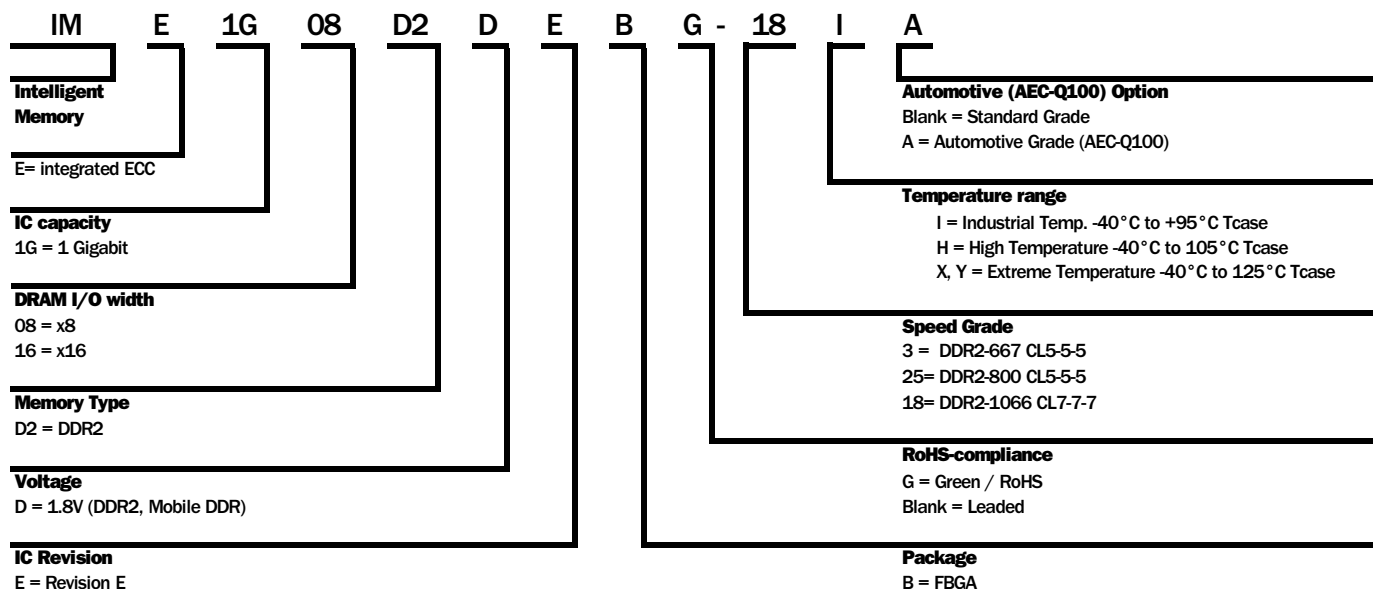 IM E 1G 08 D2 D E B G - 18 I A
Intelligent
Memory
E= integrated ECC
IC capacity
1G = 1 Gigabit
DRAM I/O width
08 = x8
16 = x16
Memory Type
D2 = DDR2
Voltage
D = 1.8V (DDR2, Mobile DDR)
IC Revision
E = Revision E
Automotive (AEC-Q100) Option
Blank = Standard Grade
A = Automotive Grade (AEC-Q100)
Temperature range
I = Industrial Temp. -40°C to +95°C Tcase
H = High Temperature -40°C to 105°C Tcase
X, Y = Extreme Temperature -40°C to 125°C Tcase
Speed Grade
3 = DDR2-667 CL5-5-5
25= DDR2-800 CL5-5-5
18= DDR2-1066 CL7-7-7
RoHS-compliance
G = Green / RoHS
Blank = Leaded
Package
B = FBGA